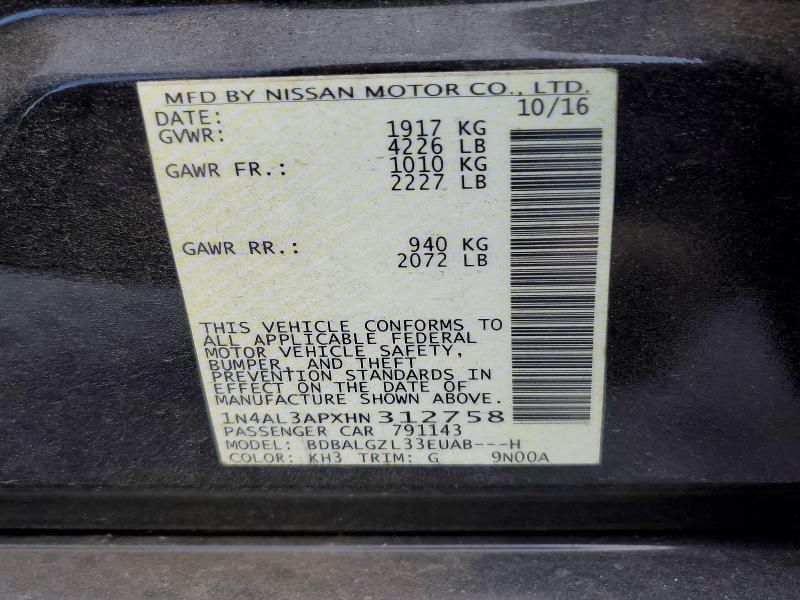 MFD BY NISSAN MOTOR CO., LTD.
DATE: 10/16
GVWR: 1917 KG
4226 LB
GAWR FR.: 1010 KG
2227 LB
GAWR RR.: 940 KG
2072 LB
THIS VEHICLE CONFORMS TO
ALL APPLICABLE FEDERAL
MOTOR VEHICLE SAFETY,
BUMPER, AND THEFT
PREVENTION STANDARDS IN
EFFECT ON THE DATE OF
MANUFACTURE SHOWN ABOVE.
1N4AL3APXHN312758
PASSENGER CAR 791143
MODEL: BDBALGZL33EUAB---H
COLOR: KH3 TRIM: G 9N00A